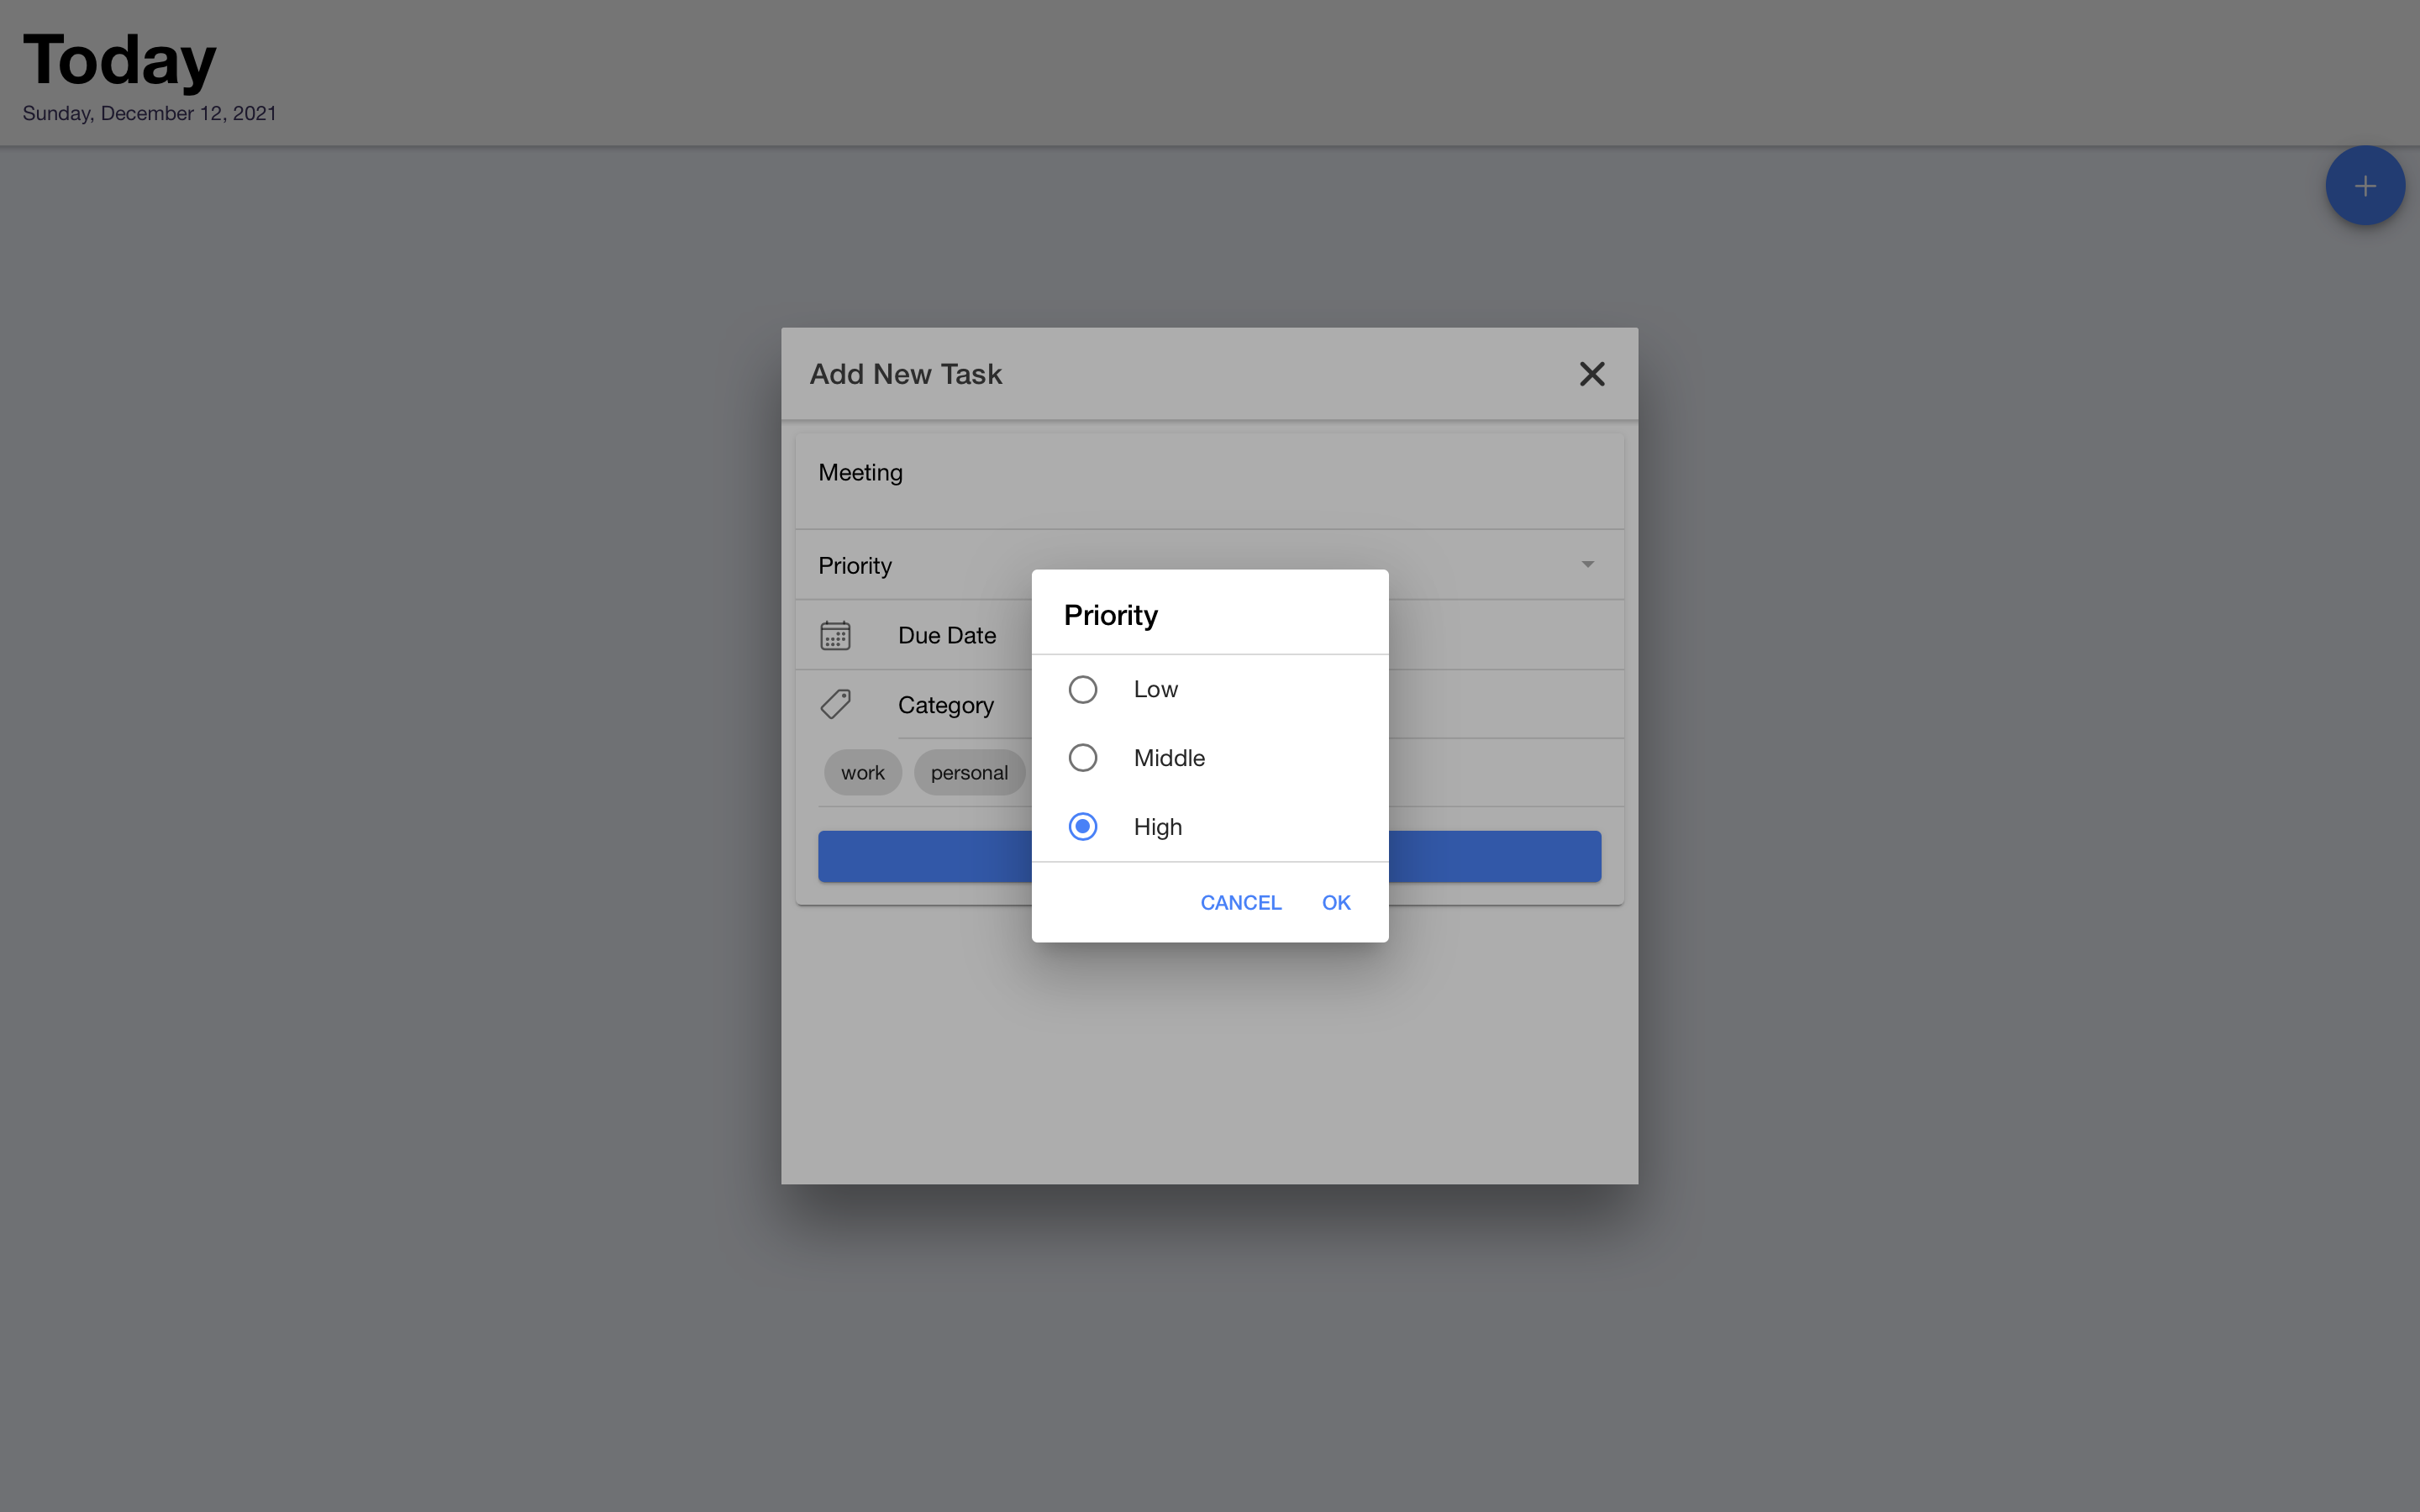 Today
Sunday, December 12, 2021
Add New Task
Meeting
Priority
Due Date
Category
work personal
Priority
Low
Middle
High
CANCEL OK